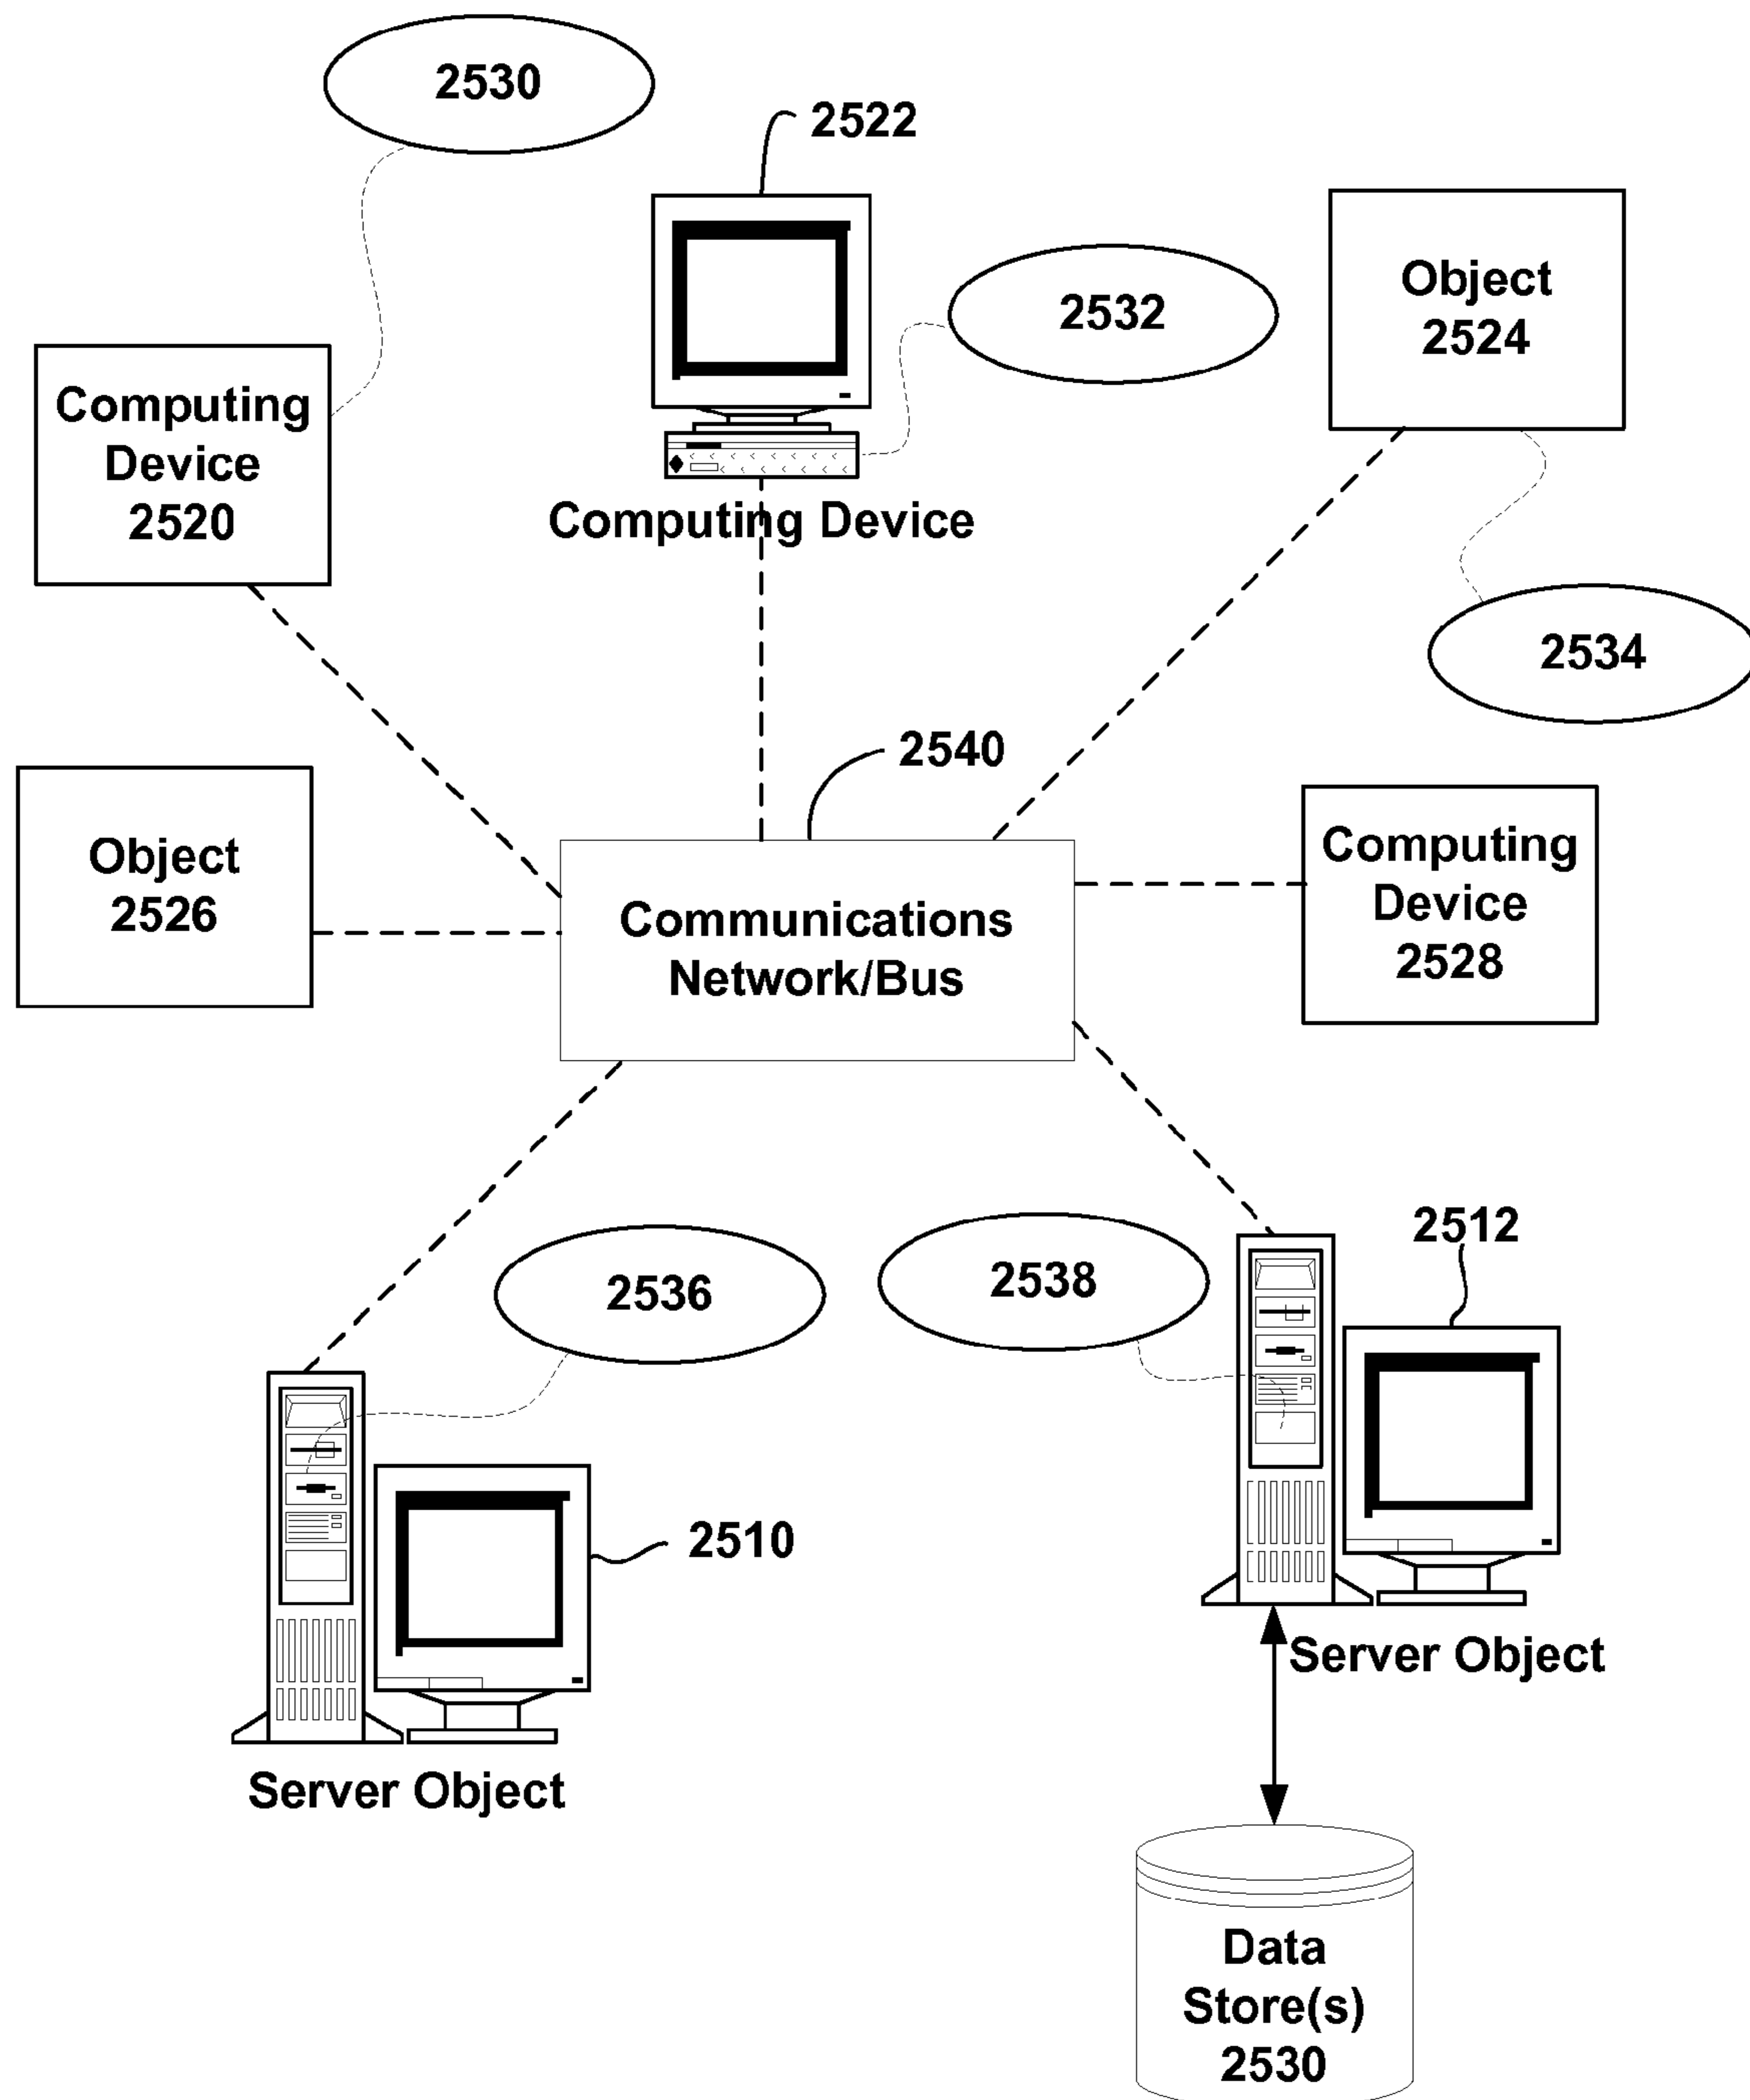 2530
2522
2532
Object
2524
Computing
Device
2520
Computing Device
2534
2540
Object
2526
Communications
Network/Bus
Computing
Device
2528
2536
2538
2512
2510
Server Object
Server Object
Data
Store(s)
2530